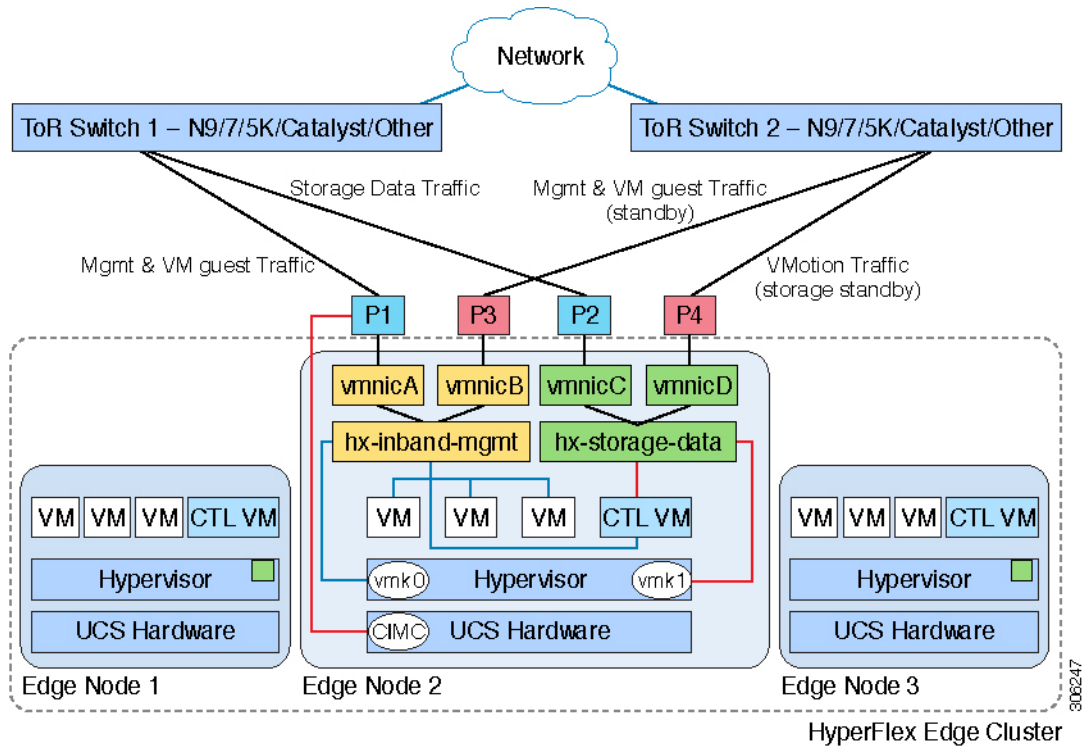 Network
ToR Switch 1 – N9/7/5K/Catalyst/Other
ToR Switch 2 – N9/7/5K/Catalyst/Other
Storage Data Traffic
Mgmt & VM guest Traffic
(standby)
Mgmt & VM guest Traffic
VMotion Traffic
(storage standby)
P1
P3
P2
P4
vmnicA
vmnicB
vmnicC
vmnicD
hx-inband-mgmt
hx-storage-data
VM
VM
VM
CTL VM
Hypervisor
UCS Hardware
Edge Node 1
VM
VM
VM
CTL VM
vmk0
Hypervisor
vmk1
CIMC
UCS Hardware
Edge Node 2
VM
VM
VM
CTL VM
Hypervisor
UCS Hardware
Edge Node 3
306247
HyperFlex Edge Cluster